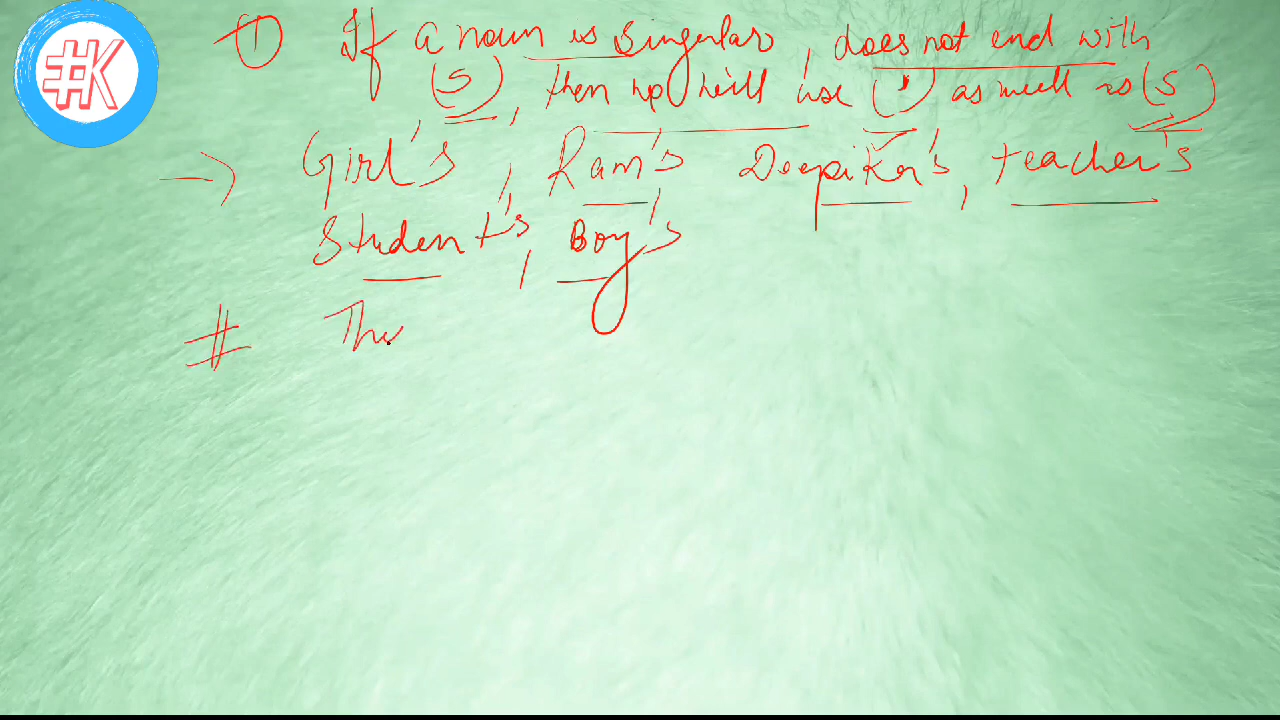 #K
① If a noun is singular, does not end with
(s), then we will use (') as well as (s)
→ Girl's, Ram's Deepika's, teacher's
Student's, Boy's
# The